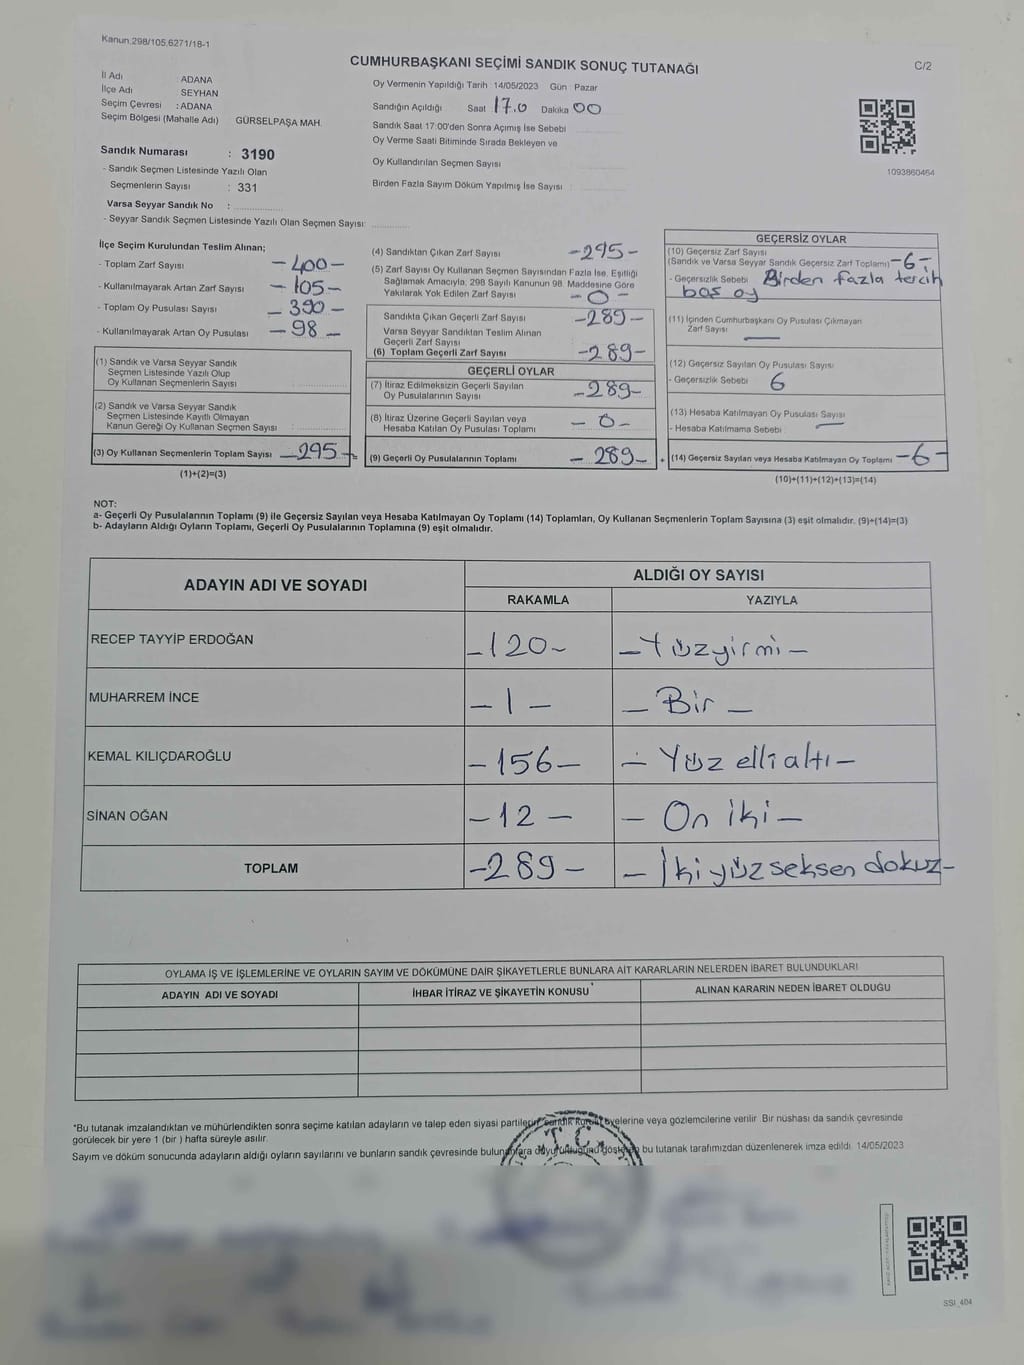 Kanun.298/105,6271/18-1
CUMHURBAŞKANI SEÇİMİ SANDIK SONUÇ TUTANAĞI
C/2
İl Adı ADANA
İlçe Adı SEYHAN
Seçim Çevresi : ADANA
Seçim Bölgesi (Mahalle Adı) GÜRSELPAŞA MAH.
Sandık Numarası : 3190
- Sandık Seçmen Listesinde Yazılı Olan
Seçmenlerin Sayısı : 331
Varsa Seyyar Sandık No :
- Seyyar Sandık Seçmen Listesinde Yazılı Olan Seçmen Sayısı:
Oy Vermenin Yapıldığı Tarih 14/05/2023 Gün Pazar
Sandığın Açıldığı Saat 17.0 Dakika 00
Sandık Saat 17:00'den Sonra Açımış İse Sebebi
Oy Verme Saati Bitiminde Sırada Bekleyen ve
Oy Kullandırılan Seçmen Sayısı
Birden Fazla Sayım Döküm Yapılmış İse Sayısı
1093860464
İlçe Seçim Kurulundan Teslim Alınan;
- Toplam Zarf Sayısı - 400 -
- Kullanılmayarak Artan Zarf Sayısı - 105 -
- Toplam Oy Pusulası Sayısı - 390 -
- Kullanılmayarak Artan Oy Pusulası - 98 -
(1) Sandık ve Varsa Seyyar Sandık
Seçmen Listesinde Yazılı Olup
Oy Kullanan Seçmenlerin Sayısı
(2) Sandık ve Varsa Seyyar Sandık
Seçmen Listesinde Kayıtlı Olmayan
Kanun Gereği Oy Kullanan Seçmen Sayısı
(3) Oy Kullanan Seçmenlerin Toplam Sayısı - 295 -
(1)+(2)=(3)
(4) Sandıktan Çıkan Zarf Sayısı - 295 -
(5) Zarf Sayısı Oy Kullanan Seçmen Sayısından Fazla İse, Eşitliği
Sağlamak Amacıyla, 298 Sayılı Kanunun 98. Maddesine Göre
Yakılarak Yok Edilen Zarf Sayısı - 0 -
Sandıkta Çıkan Geçerli Zarf Sayısı - 289 -
Varsa Seyyar Sandıktan Teslim Alınan
Geçerli Zarf Sayısı
(6) Toplam Geçerli Zarf Sayısı - 289 -
GEÇERLİ OYLAR
(7) İtiraz Edilmeksizin Geçerli Sayılan
Oy Pusulalarının Sayısı - 289 -
(8) İtiraz Üzerine Geçerli Sayılan veya
Hesaba Katılan Oy Pusulası Toplamı - 0 -
(9) Geçerli Oy Pusulalarının Toplamı - 289 -
GEÇERSİZ OYLAR
(10) Geçersiz Zarf Sayısı
(Sandık ve Varsa Seyyar Sandık Geçersiz Zarf Toplamı) - 6 -
- Geçersizlik Sebebi Birden fazla tercih
boş oy
(11) İçinden Cumhurbaşkanı Oy Pusulası Çıkmayan
Zarf Sayısı —
(12) Geçersiz Sayılan Oy Pusulası Sayısı
- Geçersizlik Sebebi 6
(13) Hesaba Katılmayan Oy Pusulası Sayısı —
- Hesaba Katılmama Sebebi
(14) Geçersiz Sayılan veya Hesaba Katılmayan Oy Toplamı - 6 -
(10)+(11)+(12)+(13)=(14)
NOT:
a- Geçerli Oy Pusulalarının Toplamı (9) ile Geçersiz Sayılan veya Hesaba Katılmayan Oy Toplamı (14) Toplamları, Oy Kullanan Seçmenlerin Toplam Sayısına (3) eşit olmalıdır. (9)+(14)=(3)
b- Adayların Aldığı Oyların Toplamı, Geçerli Oy Pusulalarının Toplamına (9) eşit olmalıdır.
ADAYIN ADI VE SOYADI
ALDIĞI OY SAYISI
RAKAMLA YAZIYLA
RECEP TAYYİP ERDOĞAN - 120 - - Yüzyirmi -
MUHARREM İNCE - 1 - - Bir -
KEMAL KILIÇDAROĞLU - 156 - - Yüz elli altı -
SİNAN OĞAN - 12 - - On iki -
TOPLAM - 289 - - İki yüz seksen dokuz -
OYLAMA İŞ VE İŞLEMLERİNE VE OYLARIN SAYIM VE DÖKÜMÜNE DAİR ŞİKAYETLERLE BUNLARA AİT KARARLARIN NELERDEN İBARET BULUNDUKLARI
ADAYIN ADI VE SOYADI İHBAR İTİRAZ VE ŞİKAYETİN KONUSU ALINAN KARARIN NEDEN İBARET OLDUĞU
*Bu tutanak imzalandıktan ve mühürlendikten sonra seçime katılan adayların ve talep eden siyasi partilerin sandık kurulu üyelerine veya gözlemcilerine verilir. Bir nüshası da sandık çevresinde
görülecek bir yere 1 (bir ) hafta süreyle asılır.
Sayım ve döküm sonucunda adayların aldığı oyların sayılarını ve bunların sandık çevresinde bulunanlara duyurulduğunu gösteren bu tutanak tarafımızdan düzenlenerek imza edildi. 14/05/2023
T.C.
SSI_404